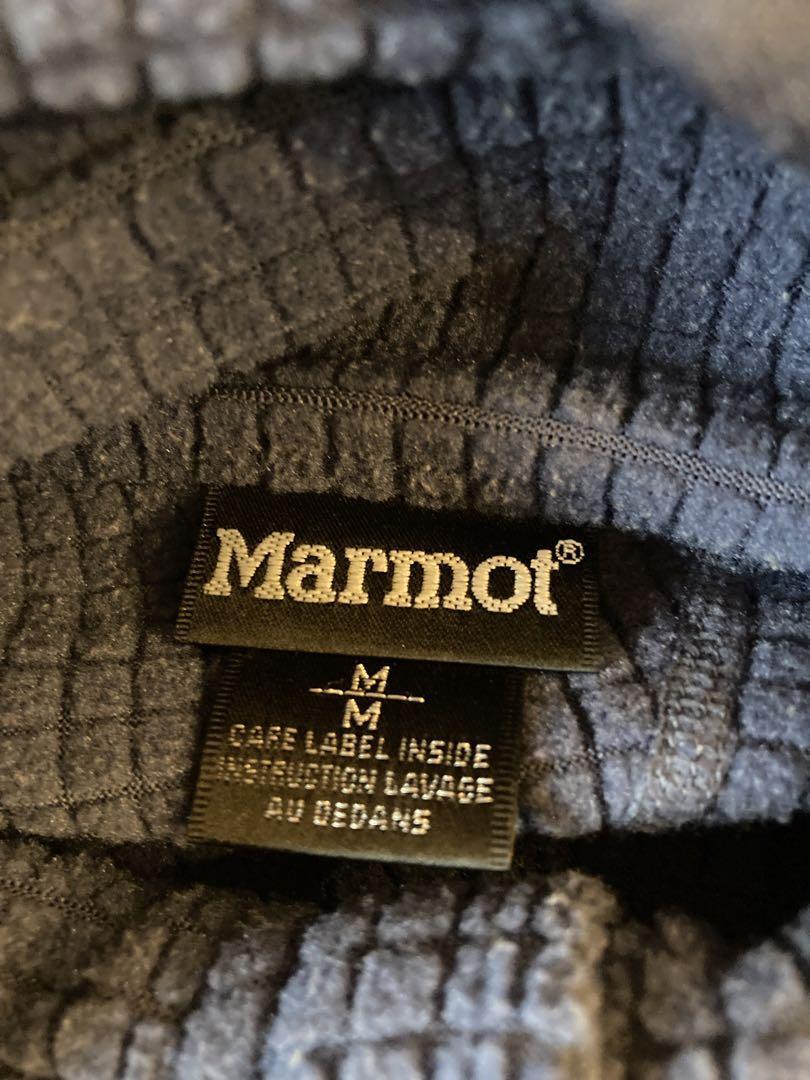 Marmot®
M
M
CARE LABEL INSIDE
INSTRUCTION LAVAGE
AU DEDANS